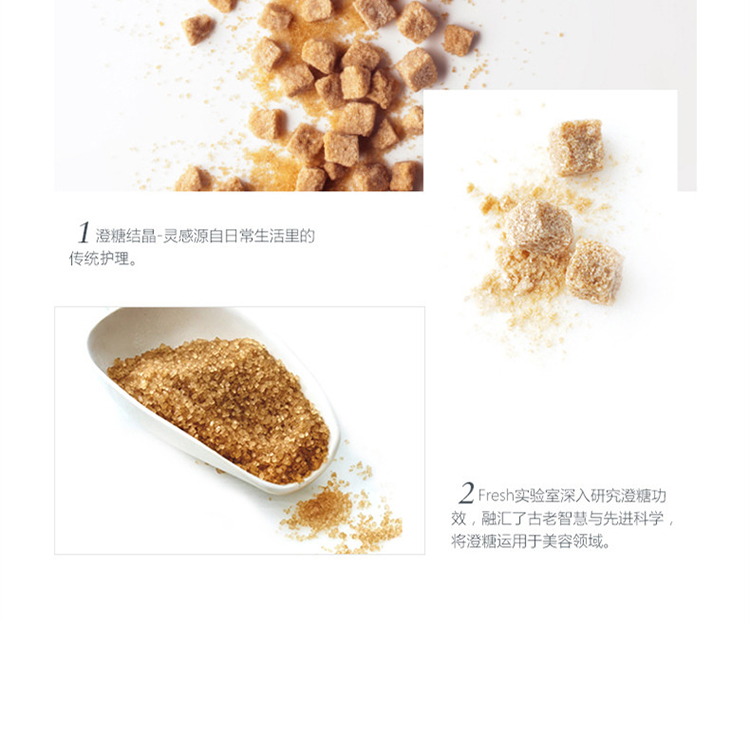 1 澄糖结晶-灵感源自日常生活里的
传统护理。
2 Fresh实验室深入研究澄糖功
效，融汇了古老智慧与先进科学，
将澄糖运用于美容领域。